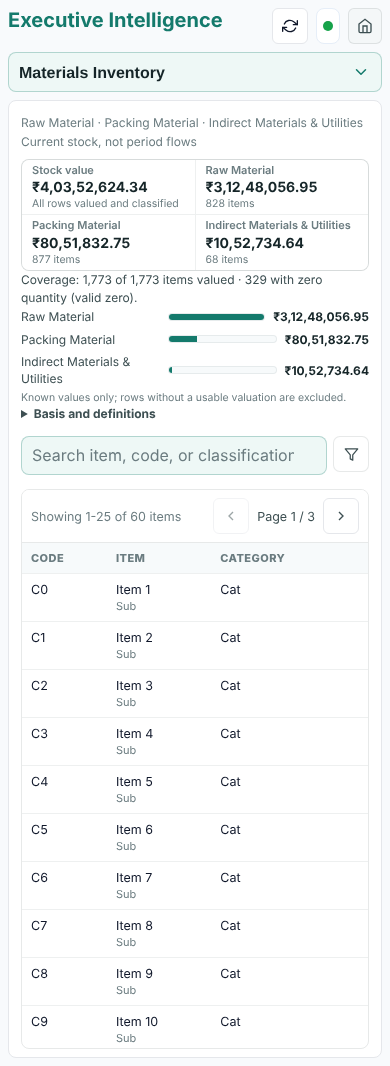 Executive Intelligence
Materials Inventory
Raw Material · Packing Material · Indirect Materials & Utilities
Current stock, not period flows
Stock value
₹4,03,52,624.34
All rows valued and classified
Raw Material
₹3,12,48,056.95
828 items
Packing Material
₹80,51,832.75
877 items
Indirect Materials & Utilities
₹10,52,734.64
68 items
Coverage: 1,773 of 1,773 items valued · 329 with zero
quantity (valid zero).
Raw Material ₹3,12,48,056.95
Packing Material ₹80,51,832.75
Indirect Materials &
Utilities ₹10,52,734.64
Known values only; rows without a usable valuation are excluded.
Basis and definitions
Search item, code, or classificatior
Showing 1-25 of 60 items Page 1 / 3
CODE ITEM CATEGORY
C0 Item 1 Cat
Sub
C1 Item 2 Cat
Sub
C2 Item 3 Cat
Sub
C3 Item 4 Cat
Sub
C4 Item 5 Cat
Sub
C5 Item 6 Cat
Sub
C6 Item 7 Cat
Sub
C7 Item 8 Cat
Sub
C8 Item 9 Cat
Sub
C9 Item 10 Cat
Sub